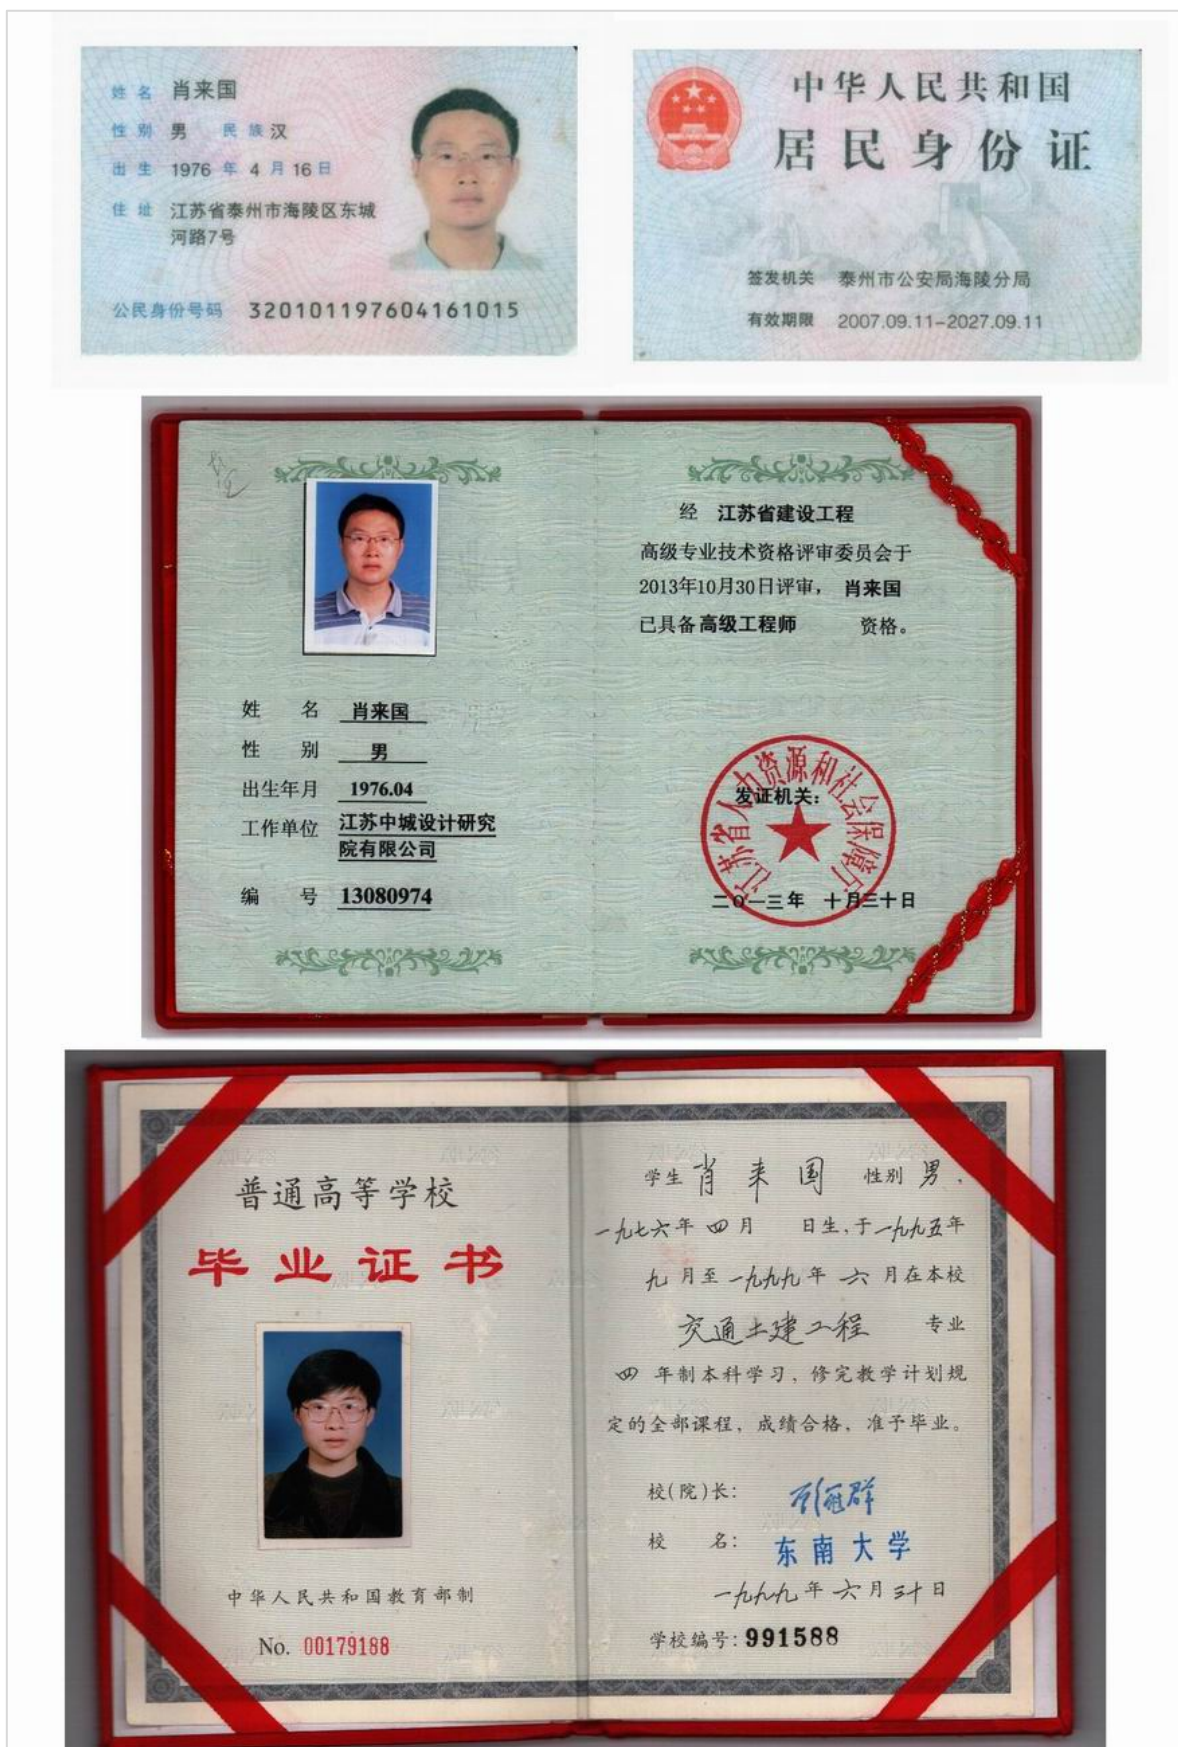 姓名 肖来国
性别 男 民族 汉
出生 1976 年 4 月 16 日
住址 江苏省泰州市海陵区东城
河路7号
公民身份号码 320101197604161015
中华人民共和国
居民身份证
签发机关 泰州市公安局海陵分局
有效期限 2007.09.11-2027.09.11
姓名 肖来国
性别 男
出生年月 1976.04
工作单位 江苏中城设计研究
院有限公司
编号 13080974
经 江苏省建设工程
高级专业技术资格评审委员会于
2013年10月30日评审， 肖来国
已具备 高级工程师 资格。
江苏省人力资源和社会保障厅
发证机关：
二〇一三年 十月三十日
普通高等学校
毕业证书
中华人民共和国教育部制
No. 00179188
学生 肖来国 性别 男，
一九七六年 四 月 日生，于一九九五年
九 月至 一九九九 年 六 月在本校
交通土建工程 专业
四 年制本科学习，修完教学计划规
定的全部课程，成绩合格，准予毕业。
校(院)长：
校名： 东南大学
一九九九 年 六 月 三十 日
学校编号：991588